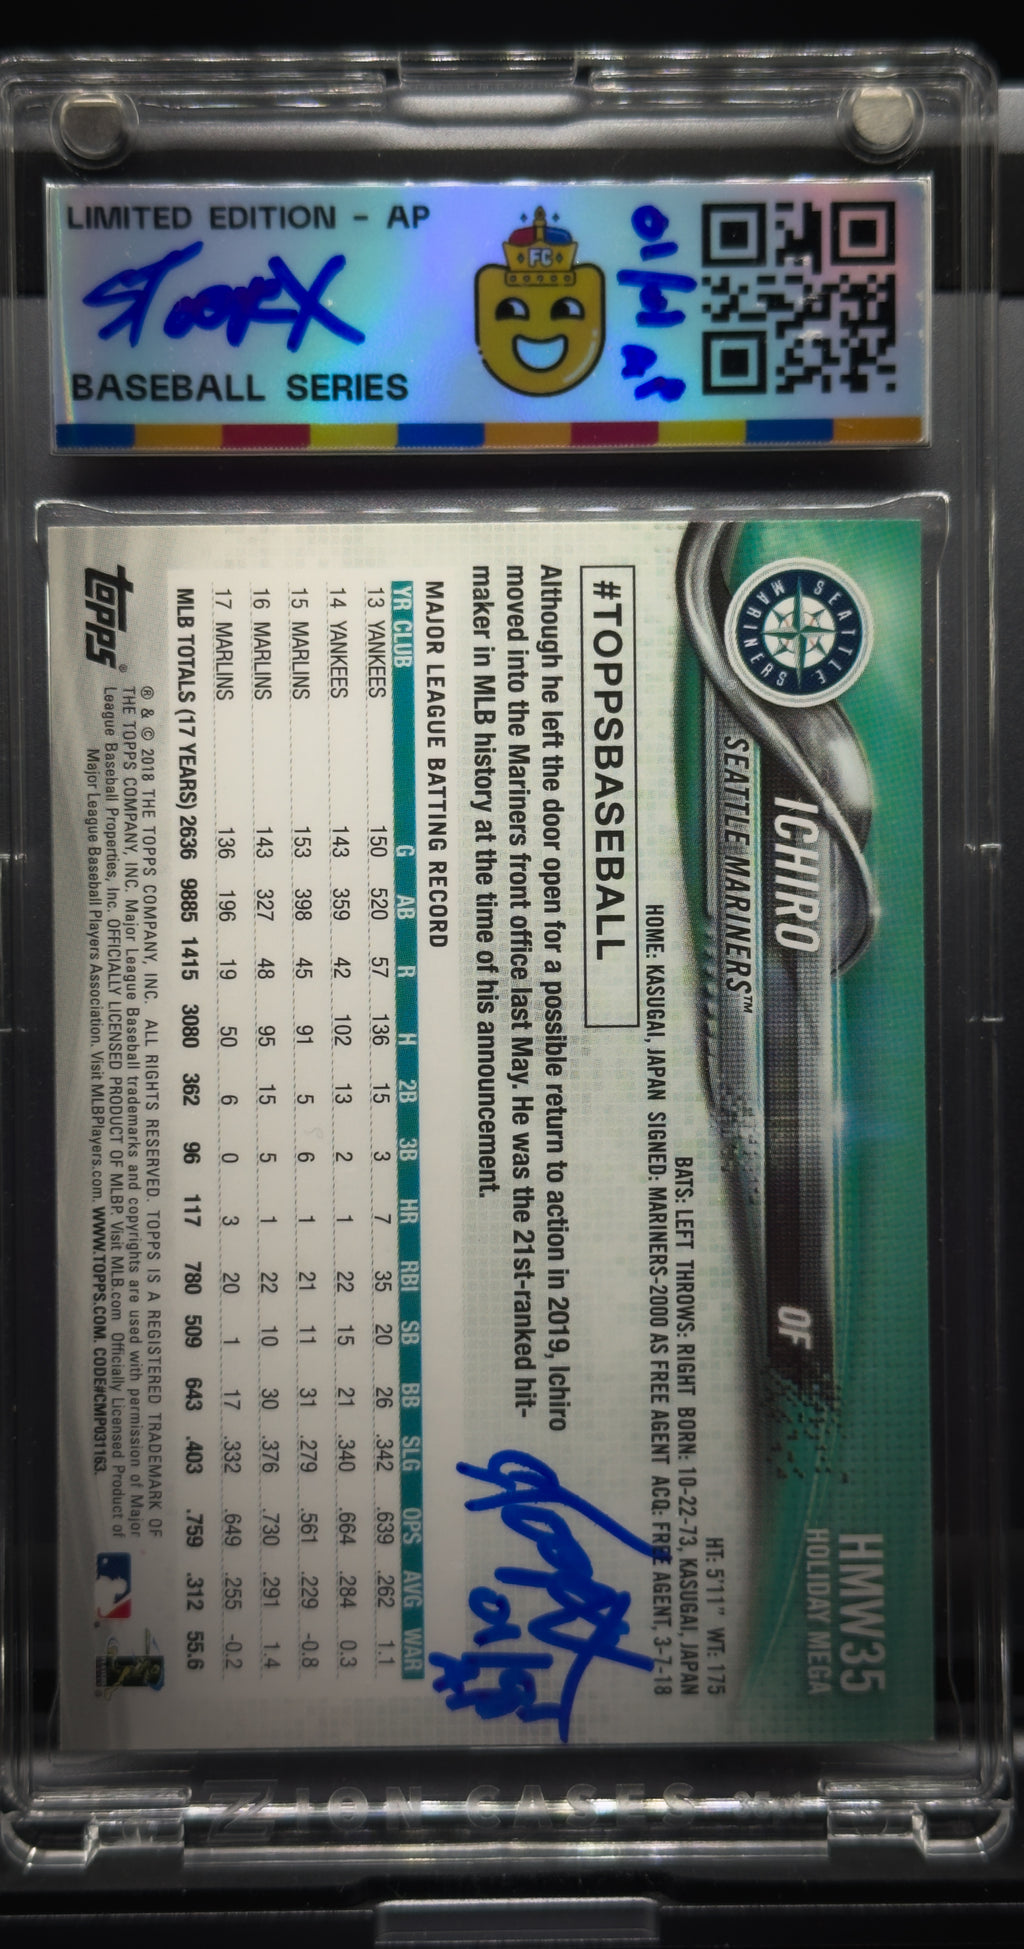 LIMITED EDITION - AP
BASEBALL SERIES
FC
01/01 AP
SEATTLE MARINERS
ICHIRO OF
SEATTLE MARINERS™
HMW35
HOLIDAY MEGA
HT: 5'11" WT: 175
BATS: LEFT THROWS: RIGHT BORN: 10-22-73, KASUGAI, JAPAN
HOME: KASUGAI, JAPAN SIGNED: MARINERS-2000 AS FREE AGENT ACQ: FREE AGENT, 3-7-18
#TOPPSBASEBALL
Although he left the door open for a possible return to action in 2019, Ichiro
moved into the Mariners front office last May. He was the 21st-ranked hit-
maker in MLB history at the time of his announcement.
MAJOR LEAGUE BATTING RECORD
YR CLUB G AB R H 2B 3B HR RBI SB BB SLG OPS AVG WAR
13 YANKEES 150 520 57 136 15 3 7 35 20 26 .342 .639 .262 1.1
14 YANKEES 143 359 42 102 13 2 1 22 15 21 .340 .664 .284 0.3
15 MARLINS 153 398 45 91 5 6 1 21 11 31 .279 .561 .229 -0.8
16 MARLINS 143 327 48 95 15 5 1 22 10 30 .376 .730 .291 1.4
17 MARLINS 136 196 19 50 6 0 3 20 1 17 .332 .649 .255 -0.2
MLB TOTALS (17 YEARS) 2636 9885 1415 3080 362 96 117 780 509 643 .403 .759 .312 55.6
® & © 2018 THE TOPPS COMPANY, INC. ALL RIGHTS RESERVED. TOPPS IS A REGISTERED TRADEMARK OF
THE TOPPS COMPANY, INC. Major League Baseball trademarks and copyrights are used with permission of Major
League Baseball Properties, Inc. OFFICIALLY LICENSED PRODUCT OF MLBP. Visit MLB.com Officially Licensed Product of
Major League Baseball Players Association. Visit MLBPlayers.com. WWW.TOPPS.COM. CODE#CMP031163.
topps®
ZION CASES